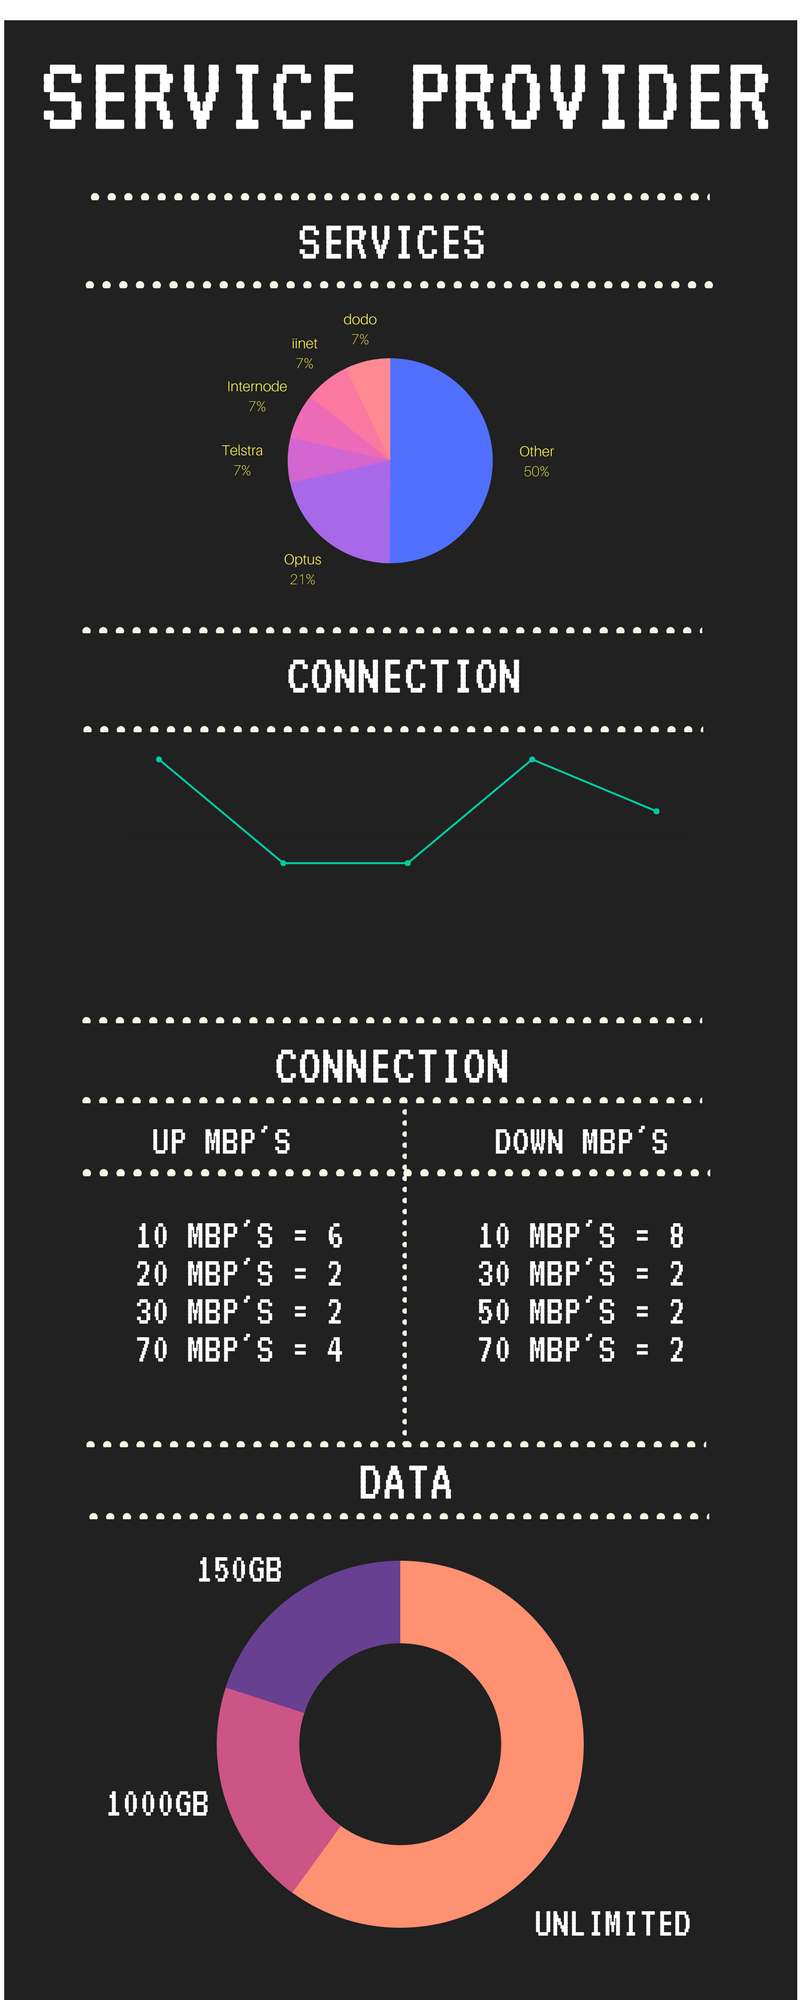 SERVICE PROVIDER
SERVICES
dodo
7%
iinet
7%
Internode
7%
Telstra
7%
Other
50%
Optus
21%
CONNECTION
CONNECTION
UP MBP´S
DOWN MBP´S
10 MBP´S = 6
20 MBP´S = 2
30 MBP´S = 2
70 MBP´S = 4
10 MBP´S = 8
30 MBP´S = 2
50 MBP´S = 2
70 MBP´S = 2
DATA
150GB
1000GB
UNLIMITED